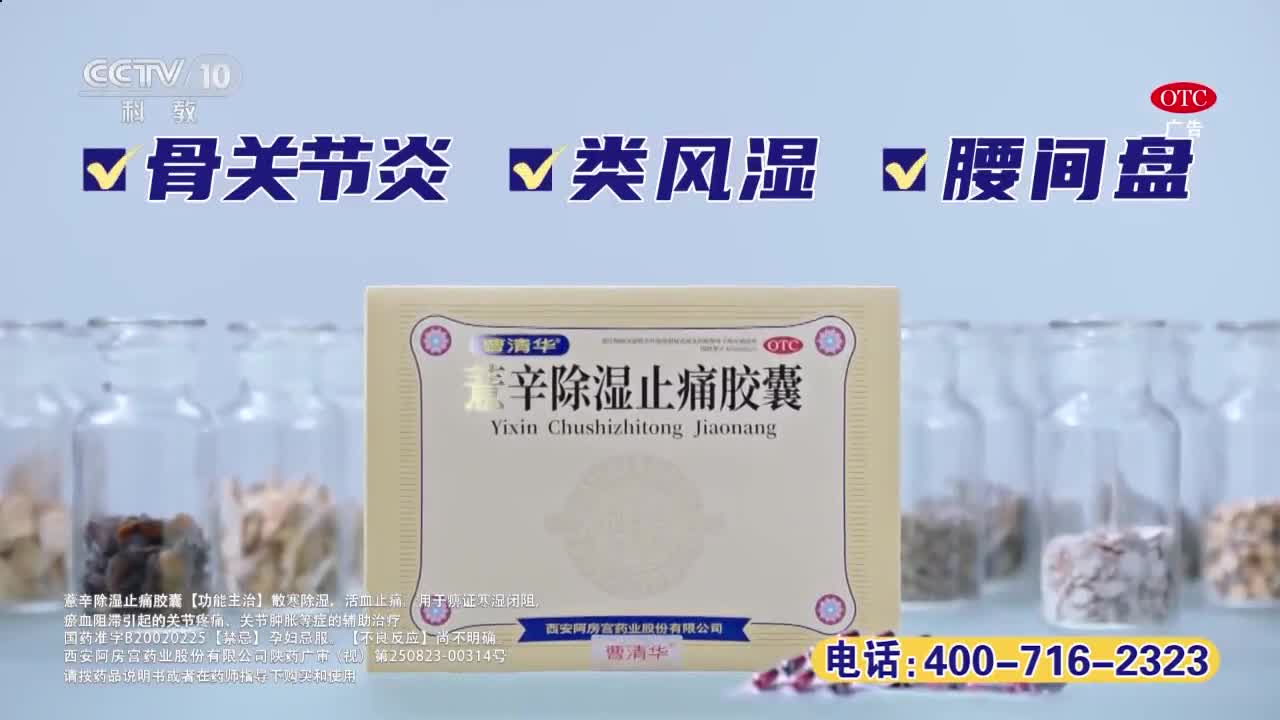 CCTV 10
科教
OTC
广告
骨关节炎 类风湿 腰间盘
曹清华
OTC
薏辛除湿止痛胶囊
Yixin Chushizhitong Jiaonang
西安阿房宫药业股份有限公司
曹清华
薏辛除湿止痛胶囊【功能主治】散寒除湿,活血止痛。用于痹证寒湿闭阻,
瘀血阻滞引起的关节疼痛、关节肿胀等症的辅助治疗
国药准字B20020225【禁忌】孕妇忌服。【不良反应】尚不明确
西安阿房宫药业股份有限公司陕药广审(视)第250823-00314号
请按药品说明书或者在药师指导下购买和使用
电话:400-716-2323